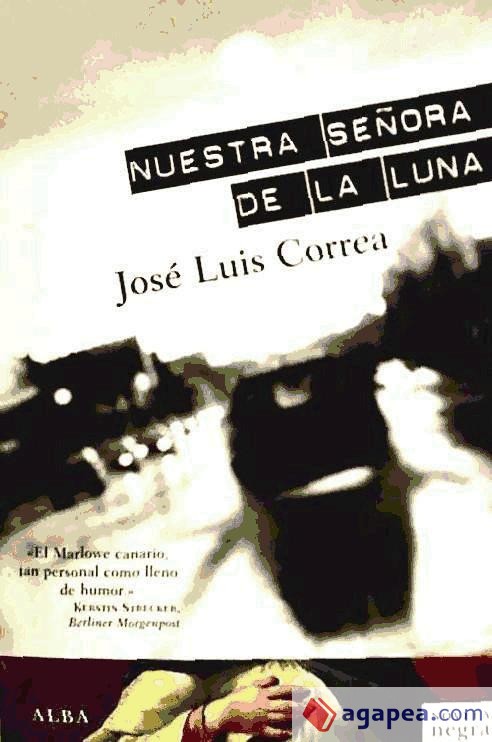 NUESTRA SEÑORA
DE LA LUNA
José Luis Correa
«El Marlowe canario,
tan personal como lleno
de humor.»
KERSTIN STRECKER,
Berliner Morgenpost
ALBA
negra
agapea.com